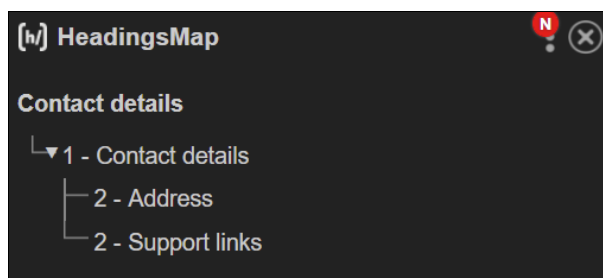 [h/] HeadingsMap
N
Contact details
1 - Contact details
2 - Address
2 - Support links